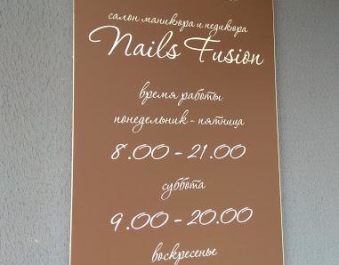 салон маникюра и педикюра
Nails Fusion
время работы
понедельник - пятница
8.00 - 21.00
суббота
9.00 - 20.00
воскресенье